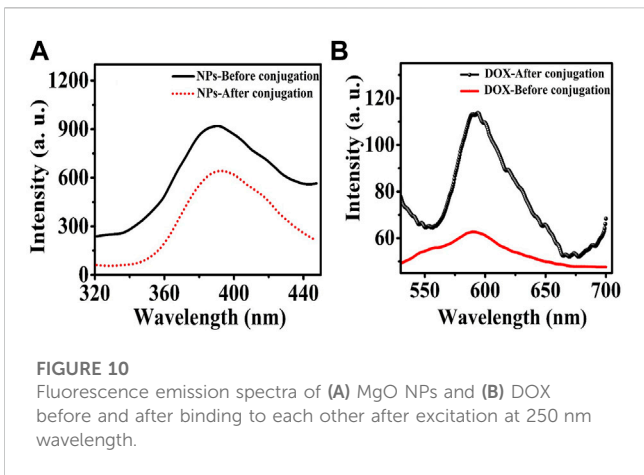 A
NPs-Before conjugation
NPs-After conjugation
Intensity (a. u.)
1200
900
600
300
0
320 360 400 440
Wavelength (nm)
B
DOX-After conjugation
DOX-Before conjugation
Intensity (a. u.)
120
100
80
60
550 600 650 700
Wavelength (nm)
FIGURE 10
Fluorescence emission spectra of (A) MgO NPs and (B) DOX
before and after binding to each other after excitation at 250 nm
wavelength.